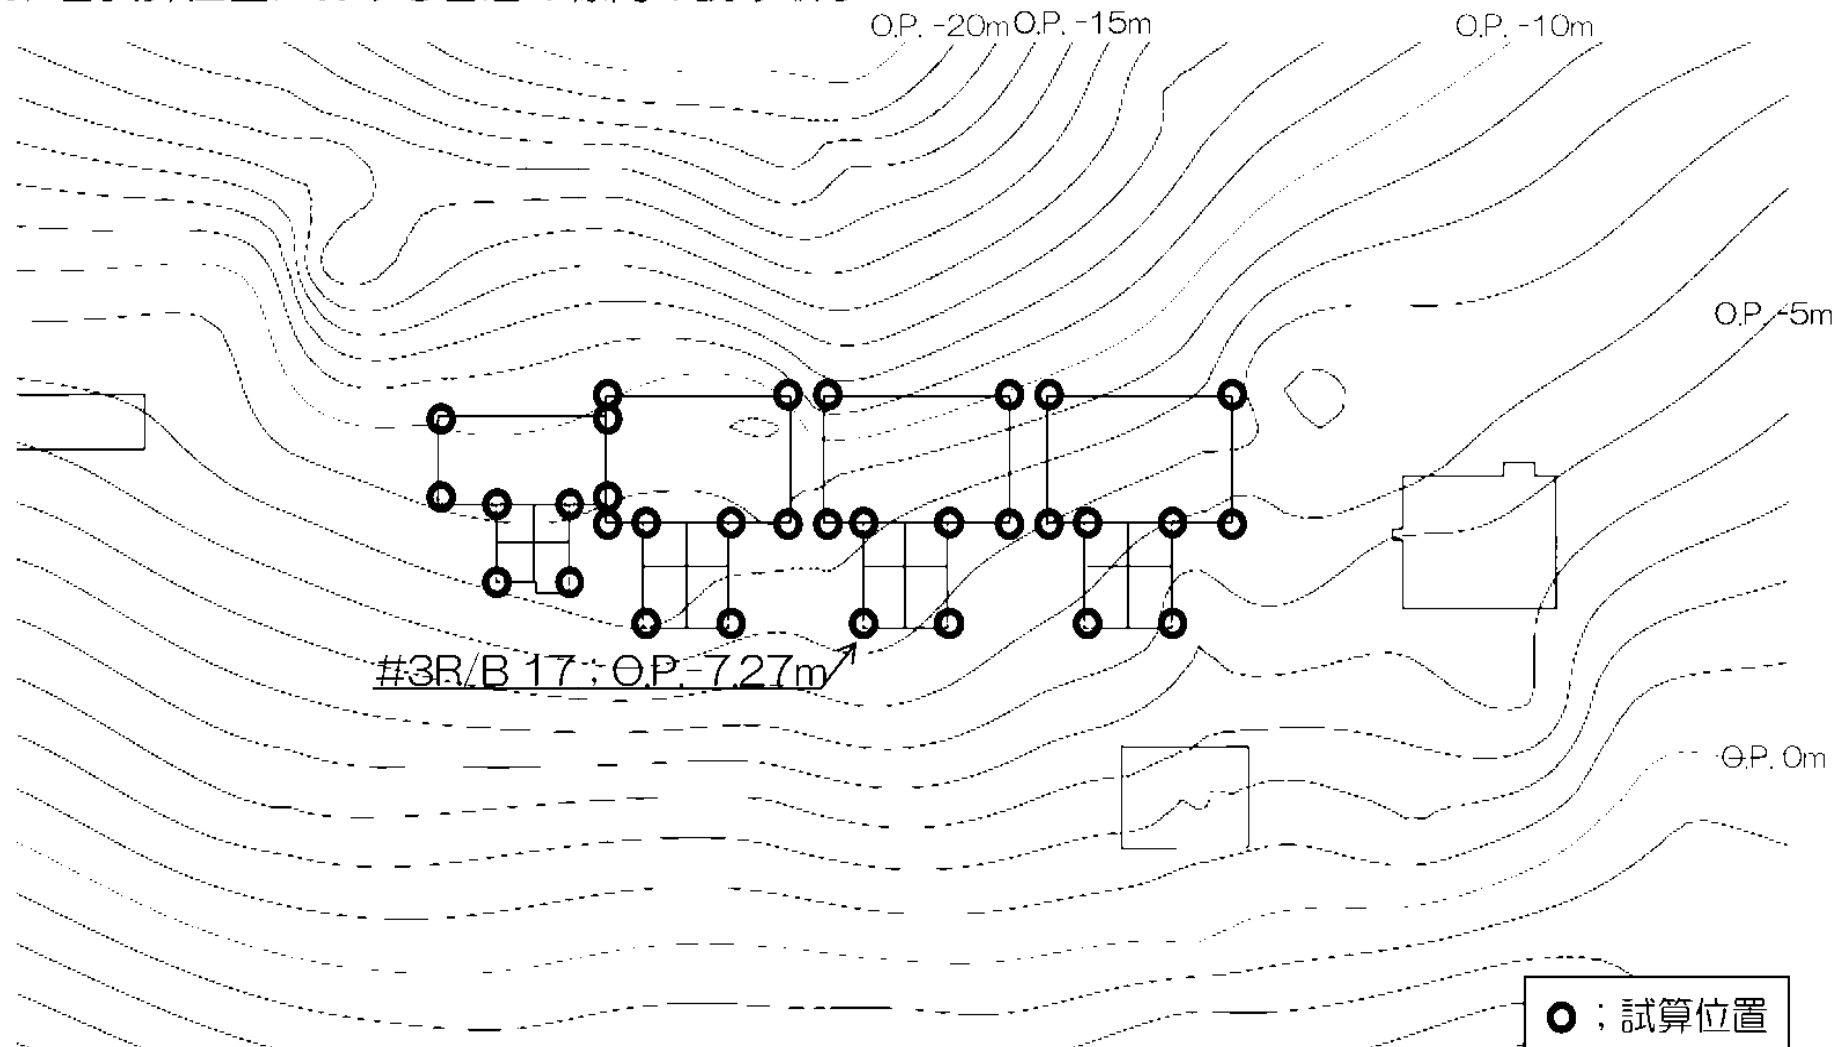 O.P. -20m O.P. -15m O.P. -10m
O.P. -5m
#3R/B 17 ; O.P.-7.27m
O.P. 0m
; 試算位置